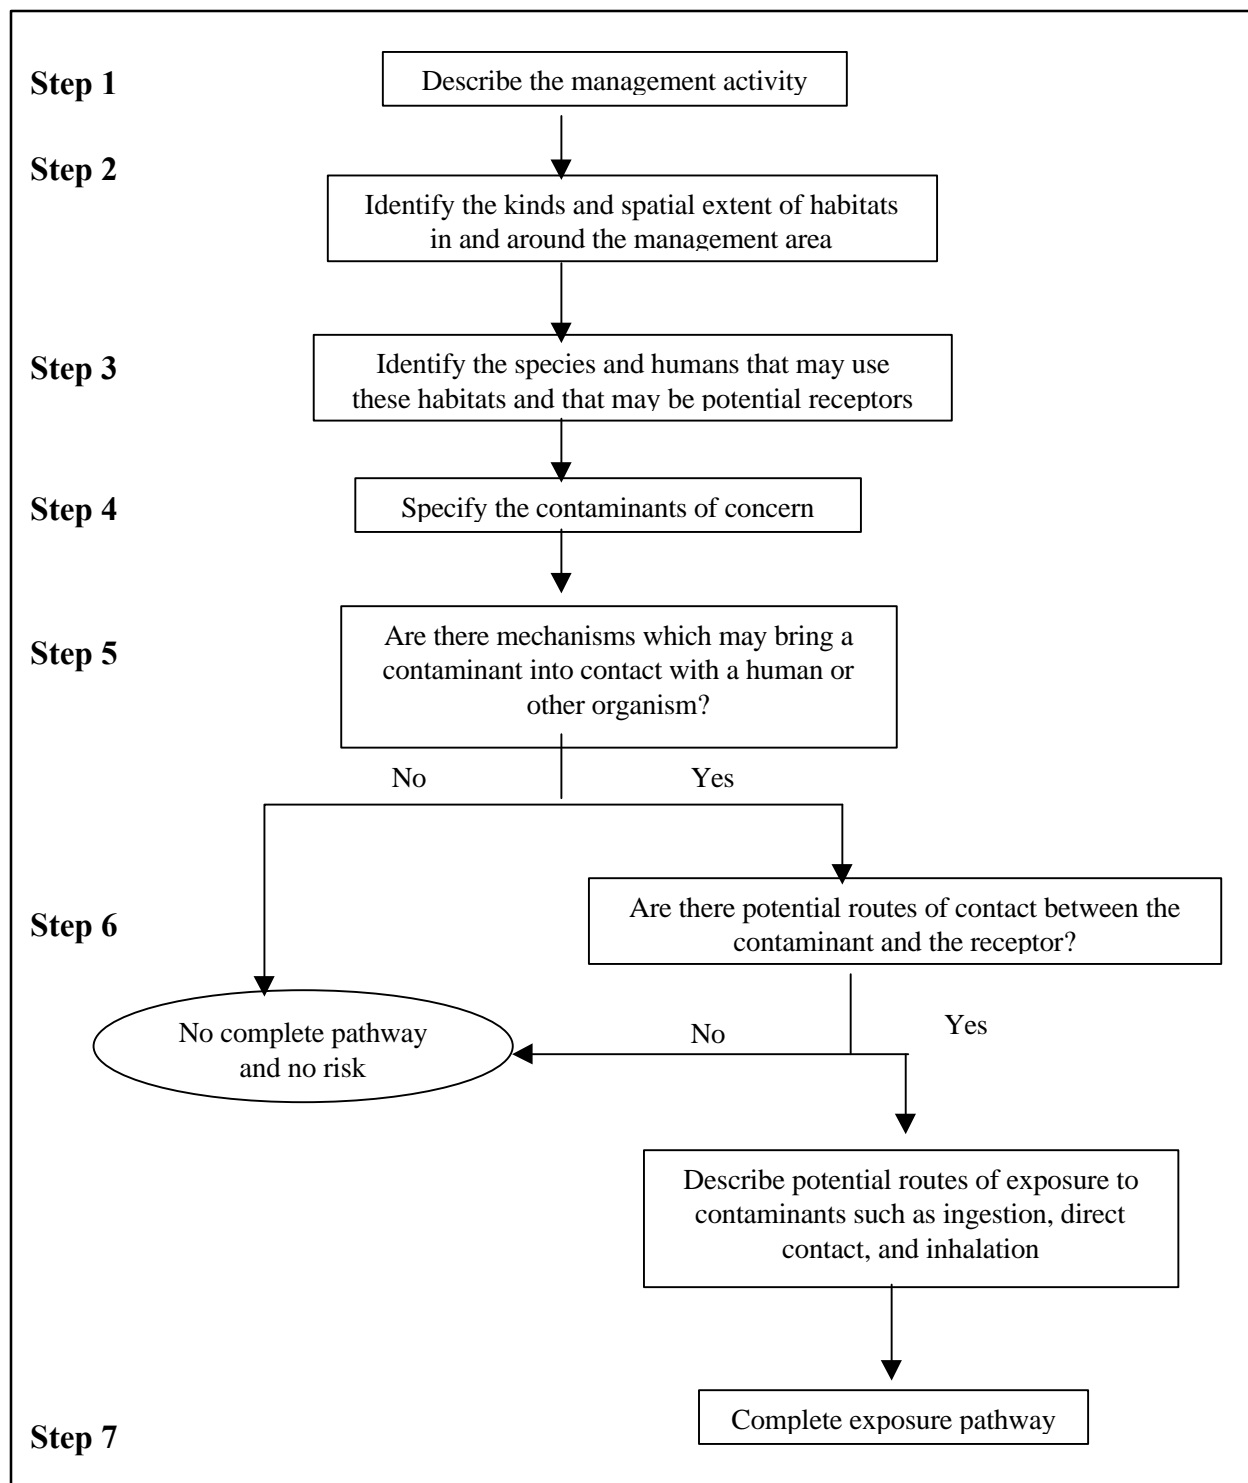 Step 1
Describe the management activity
Step 2
Identify the kinds and spatial extent of habitats
in and around the management area
Step 3
Identify the species and humans that may use
these habitats and that may be potential receptors
Step 4
Specify the contaminants of concern
Step 5
Are there mechanisms which may bring a
contaminant into contact with a human or
other organism?
No
Yes
Step 6
Are there potential routes of contact between the
contaminant and the receptor?
No complete pathway
and no risk
No
Yes
Describe potential routes of exposure to
contaminants such as ingestion, direct
contact, and inhalation
Complete exposure pathway
Step 7